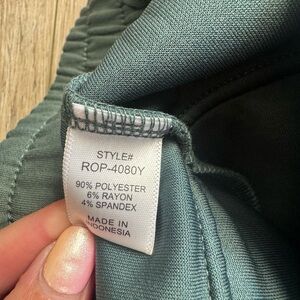 STYLE#
ROP-4080Y
90% POLYESTER
6% RAYON
4% SPANDEX
MADE IN
INDONESIA